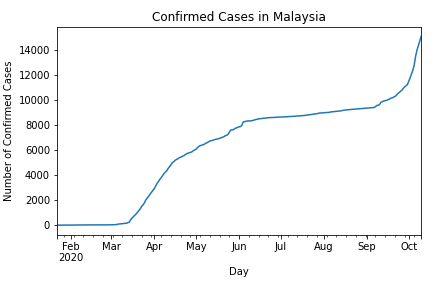 Confirmed Cases in Malaysia
Number of Confirmed Cases
14000
12000
10000
8000
6000
4000
2000
0
Feb Mar Apr May Jun Jul Aug Sep Oct
2020
Day